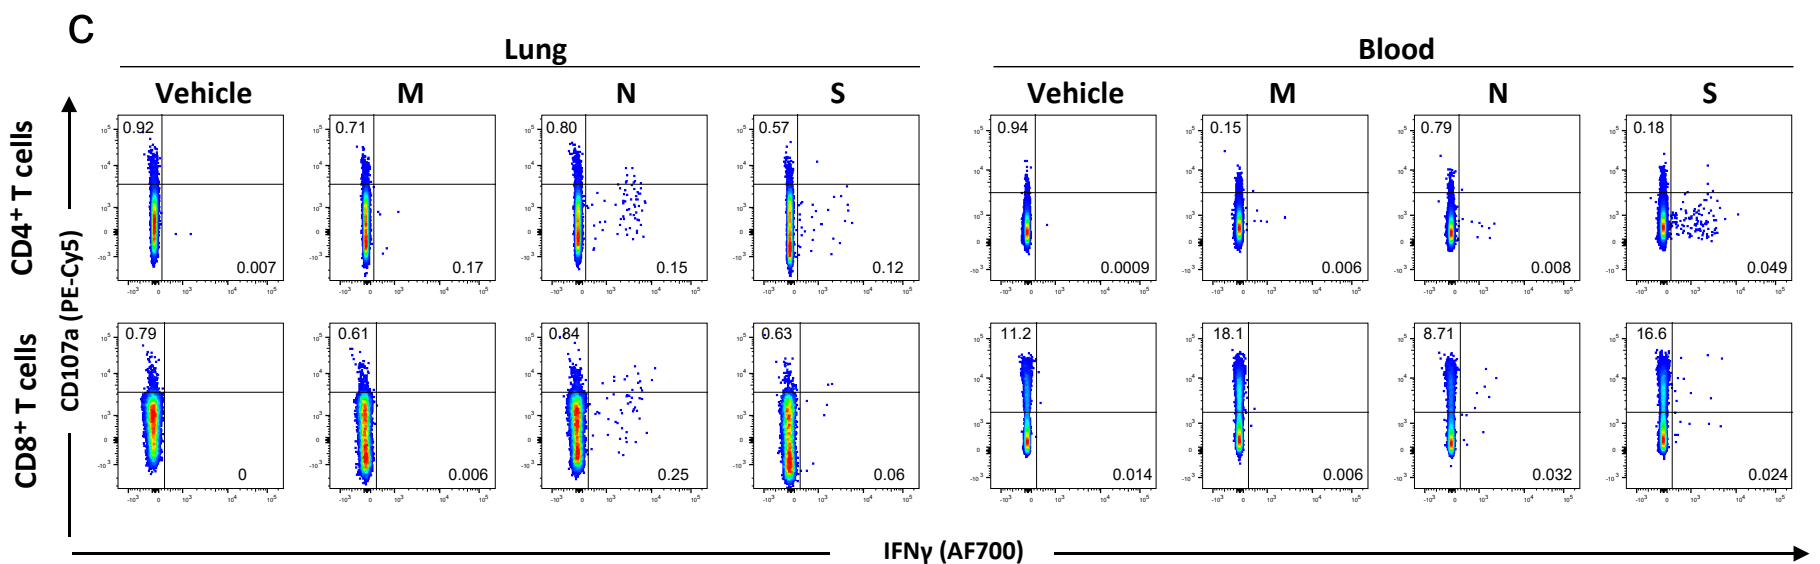 C
Lung
Blood
Vehicle M N S Vehicle M N S
CD4⁺ T cells
0.92 0.71 0.80 0.57 0.94 0.15 0.79 0.18
0.007 0.17 0.15 0.12 0.0009 0.006 0.008 0.049
CD107a (PE-Cy5)
CD8⁺ T cells
0.79 0.61 0.84 0.63 11.2 18.1 8.71 16.6
0 0.006 0.25 0.06 0.014 0.006 0.032 0.024
IFNγ (AF700)